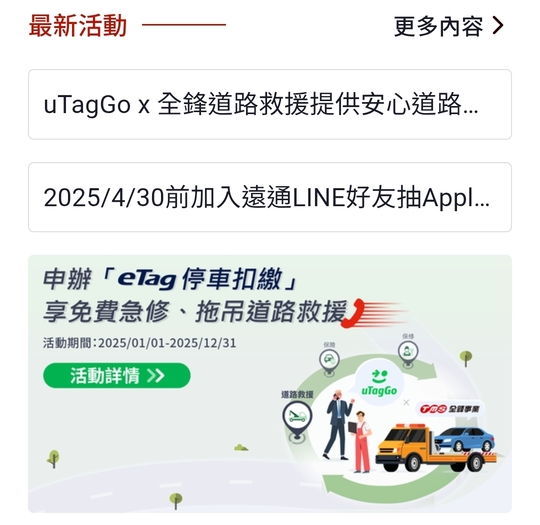 最新活動
更多內容
uTagGo x 全鋒道路救援提供安心道路...
2025/4/30前加入遠通LINE好友抽Appl...
申辦「eTag 停車扣繳」
享免費急修、拖吊道路救援
活動期間：2025/01/01-2025/12/31
活動詳情
保險
保修
道路救援
uTagGo
×
TMS 全鋒事業